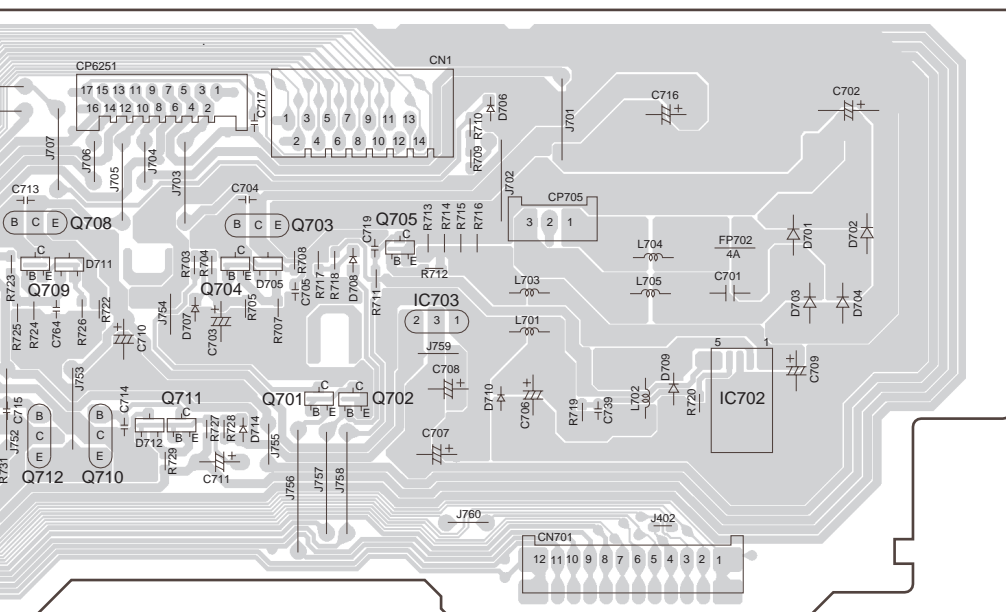 CP6251
CN1
17 15 13 11 9 7 5 3 1
16 14 12 10 8 6 4 2
C717
1 3 5 7 9 11 13
2 4 6 8 10 12 14
D706
R710
R709
J701
C716
C702
J707
J706
J705
J704
J703
J702
C713
C704
CP705
3 2 1
B C E Q708
B C E Q703
C719
Q705
C
B E
R713
R714
R715
R716
R712
L704
FP702
4A
D701
D702
R723
C
B E
D711
Q709
R703
R704
C
B E
Q704
D705
R708
C705
R717
R718
D708
R711
L703
L705
C701
D703
D704
R725
R724
C764
R726
R722
C710
J754
D707
C703
R705
R707
IC703
2 3 1
L701
J759
C708
5 1
IC702
C709
J753
D710
C706
R719
C739
L702
D709
R720
C715
J752
R731
B
C
E
Q712
B
C
E
Q710
C714
Q711
D712
C
B E
R729
R727
R728
D714
C711
J755
Q701
C
B E
C
B E
Q702
C707
J756
J757
J758
J760
J402
CN701
12 11 10 9 8 7 6 5 4 3 2 1